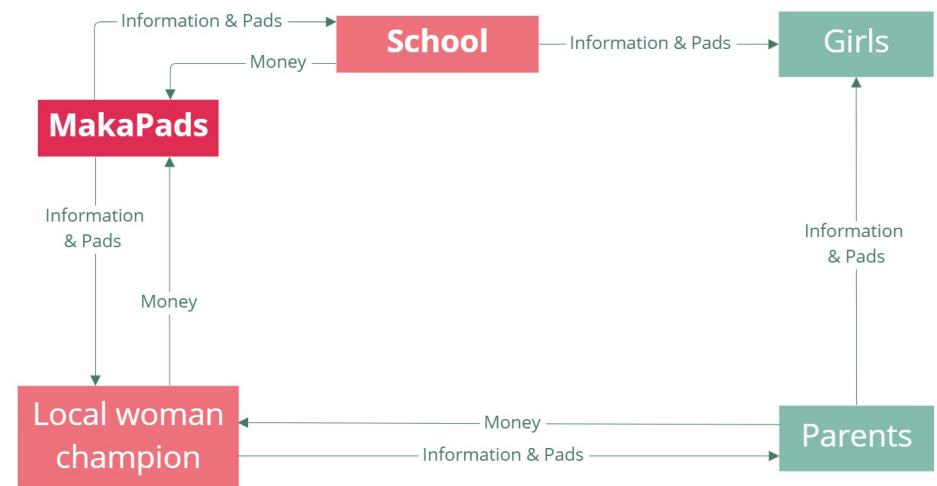 Information & Pads
School
Information & Pads
Girls
Money
MakaPads
Information
& Pads
Information
& Pads
Money
Local woman
champion
Money
Information & Pads
Parents